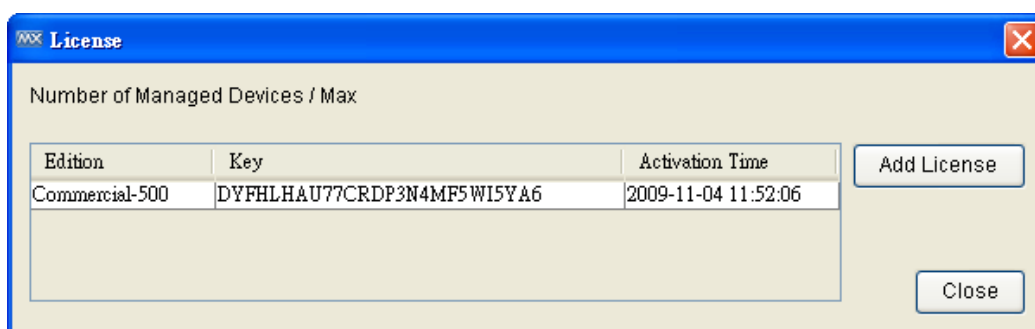 MX License
Number of Managed Devices / Max
Edition Key Activation Time
Commercial-500 DYFHLHAU77CRDP3N4MF5WI5YA6 2009-11-04 11:52:06
Add License
Close